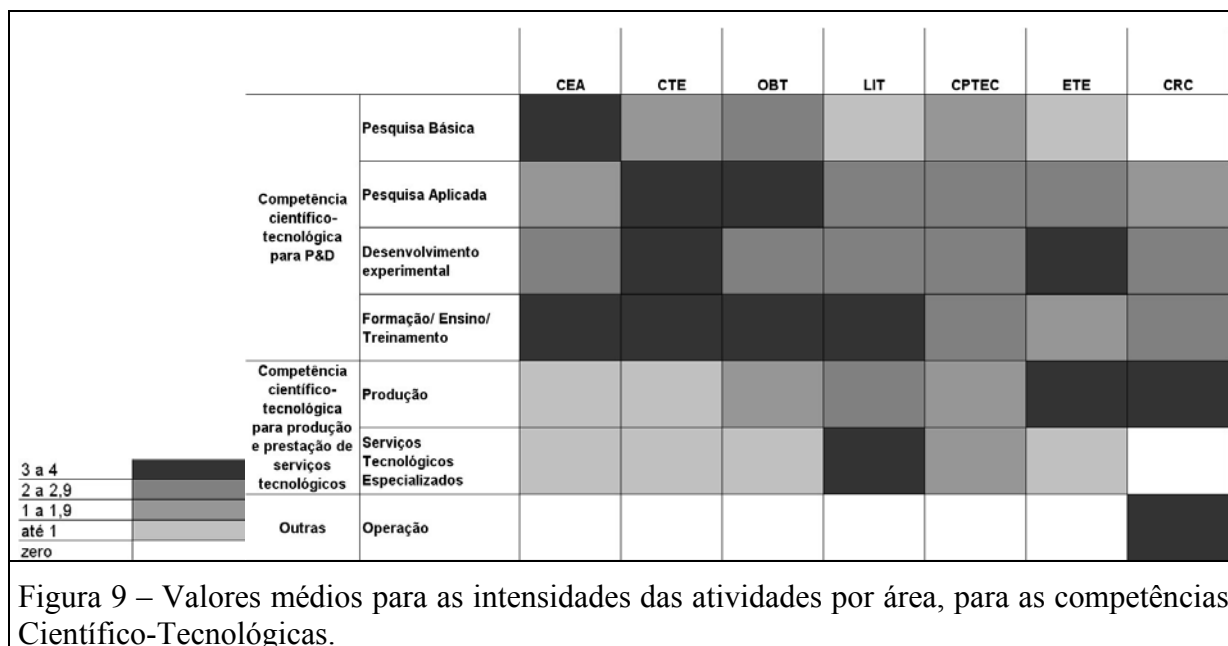 CEA CTE OBT LIT CPTEC ETE CRC
Competência
científico-
tecnológica
para P&D
Pesquisa Básica
Pesquisa Aplicada
Desenvolvimento
experimental
Formação/ Ensino/
Treinamento
Competência
científico-
tecnológica
para produção
e prestação de
serviços
tecnológicos
Produção
Serviços
Tecnológicos
Especializados
Outras
Operação
3 a 4
2 a 2,9
1 a 1,9
até 1
zero
Figura 9 – Valores médios para as intensidades das atividades por área, para as competências
Científico-Tecnológicas.